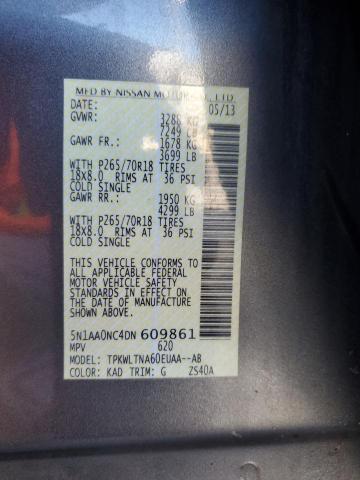 MFD BY NISSAN MOTOR CO., LTD.
DATE: 05/13
GVWR: 3288 KG
7249 LB
GAWR FR.: 1678 KG
3699 LB
WITH P265/70R18 TIRES
18X8.0 RIMS AT 36 PSI
COLD SINGLE
GAWR RR.: 1950 KG
4299 LB
WITH P265/70R18 TIRES
18X8.0 RIMS AT 36 PSI
COLD SINGLE
THIS VEHICLE CONFORMS TO
ALL APPLICABLE FEDERAL
MOTOR VEHICLE SAFETY
STANDARDS IN EFFECT ON
THE DATE OF MANUFACTURE
SHOWN ABOVE.
5N1AA0NC4DN 609861
MPV 620
MODEL: TPKWLTNA60EUAA--AB
COLOR: KAD TRIM: G ZS40A